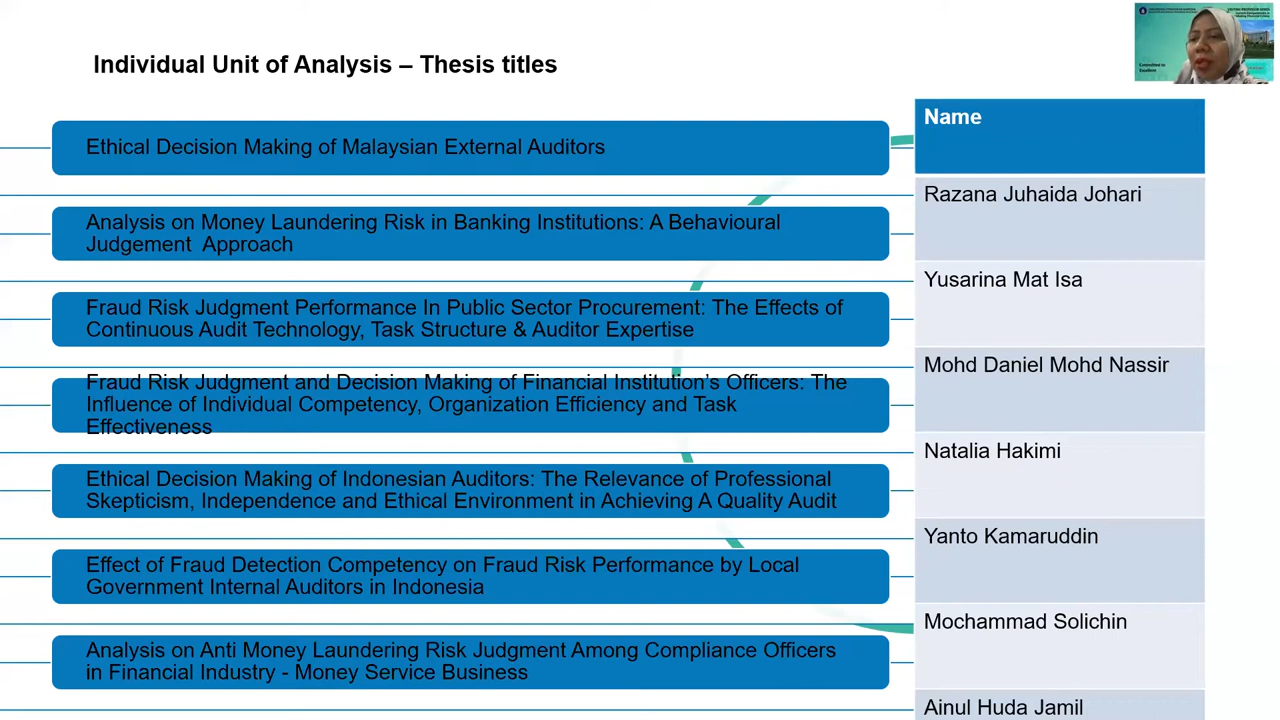 Individual Unit of Analysis – Thesis titles
Name
Ethical Decision Making of Malaysian External Auditors
Razana Juhaida Johari
Analysis on Money Laundering Risk in Banking Institutions: A Behavioural
Judgement Approach
Yusarina Mat Isa
Fraud Risk Judgment Performance In Public Sector Procurement: The Effects of
Continuous Audit Technology, Task Structure & Auditor Expertise
Mohd Daniel Mohd Nassir
Fraud Risk Judgment and Decision Making of Financial Institution's Officers: The
Influence of Individual Competency, Organization Efficiency and Task
Effectiveness
Natalia Hakimi
Ethical Decision Making of Indonesian Auditors: The Relevance of Professional
Skepticism, Independence and Ethical Environment in Achieving A Quality Audit
Yanto Kamaruddin
Effect of Fraud Detection Competency on Fraud Risk Performance by Local
Government Internal Auditors in Indonesia
Mochammad Solichin
Analysis on Anti Money Laundering Risk Judgment Among Compliance Officers
in Financial Industry - Money Service Business
Ainul Huda Jamil
Committed to
Excellent